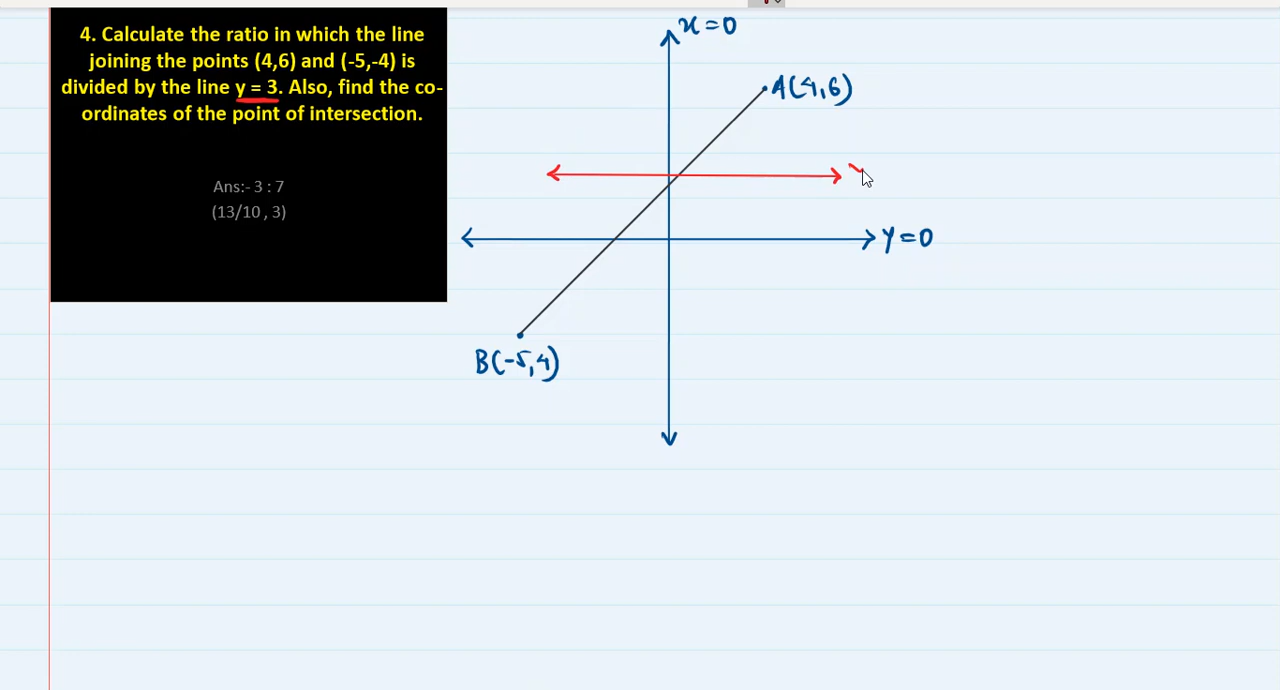 4. Calculate the ratio in which the line
joining the points (4,6) and (-5,-4) is
divided by the line y = 3. Also, find the co-
ordinates of the point of intersection.
Ans:- 3 : 7
(13/10 , 3)
x=0
A(4,6)
y=0
B(-5,4)